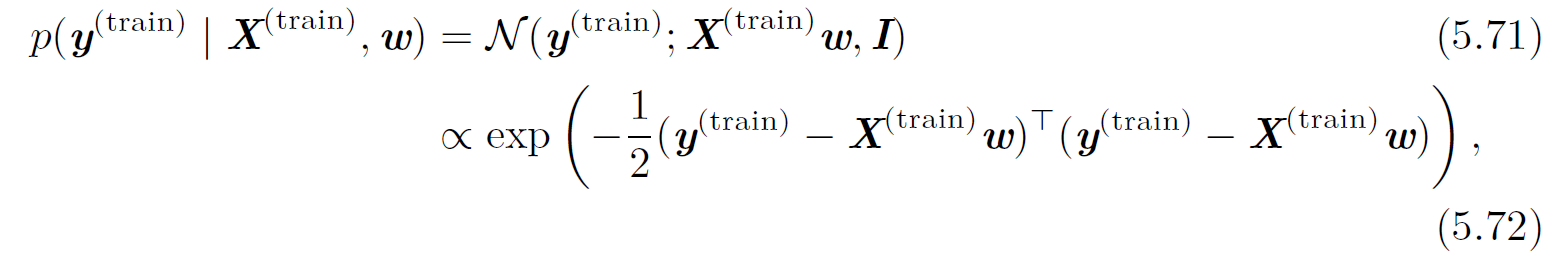 p(y^(train) | X^(train), w) = 𝒩(y^(train); X^(train)w, I) (5.71)
∝ exp(−1/2 (y^(train) − X^(train)w)^⊤(y^(train) − X^(train)w)),
(5.72)